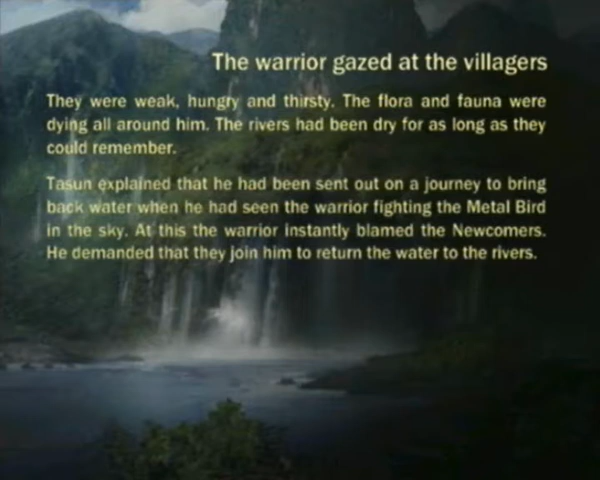 The warrior gazed at the villagers
They were weak, hungry and thirsty. The flora and fauna were
dying all around him. The rivers had been dry for as long as they
could remember.
Tasun explained that he had been sent out on a journey to bring
back water when he had seen the warrior fighting the Metal Bird
in the sky. At this the warrior instantly blamed the Newcomers.
He demanded that they join him to return the water to the rivers.